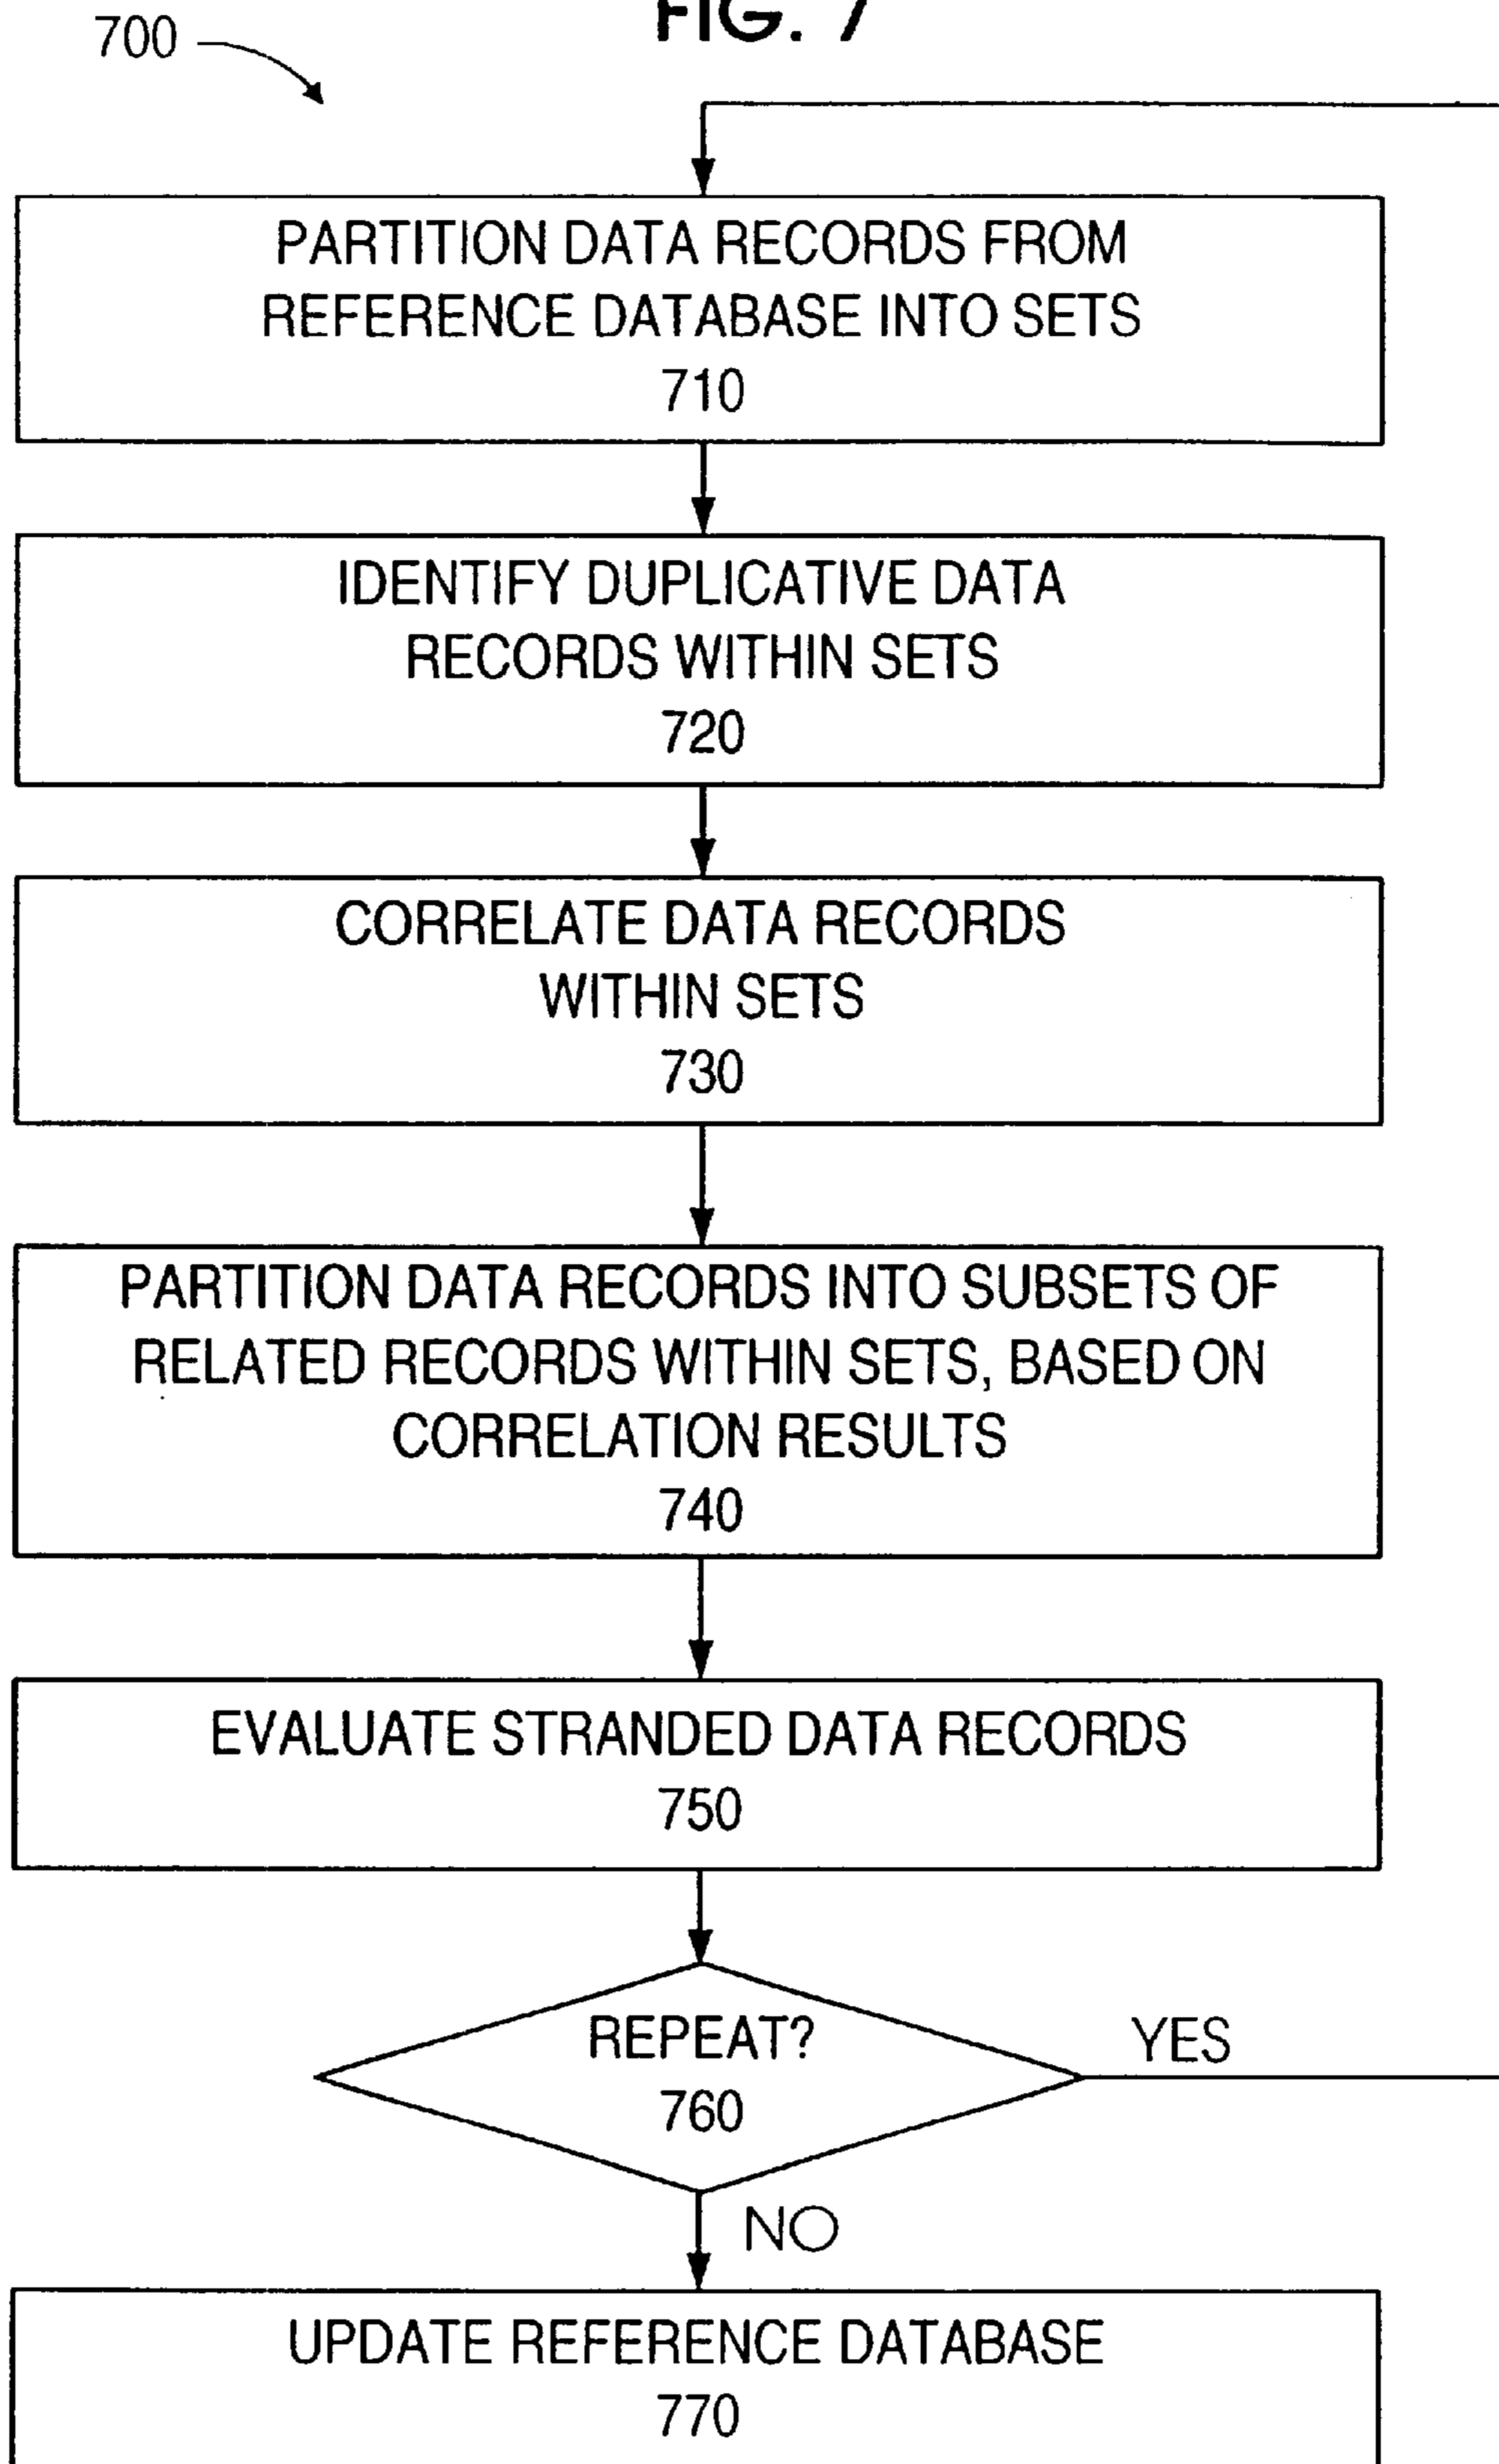 FIG. 7
700
PARTITION DATA RECORDS FROM
REFERENCE DATABASE INTO SETS
710
IDENTIFY DUPLICATIVE DATA
RECORDS WITHIN SETS
720
CORRELATE DATA RECORDS
WITHIN SETS
730
PARTITION DATA RECORDS INTO SUBSETS OF
RELATED RECORDS WITHIN SETS, BASED ON
CORRELATION RESULTS
740
EVALUATE STRANDED DATA RECORDS
750
REPEAT?
760
YES
NO
UPDATE REFERENCE DATABASE
770